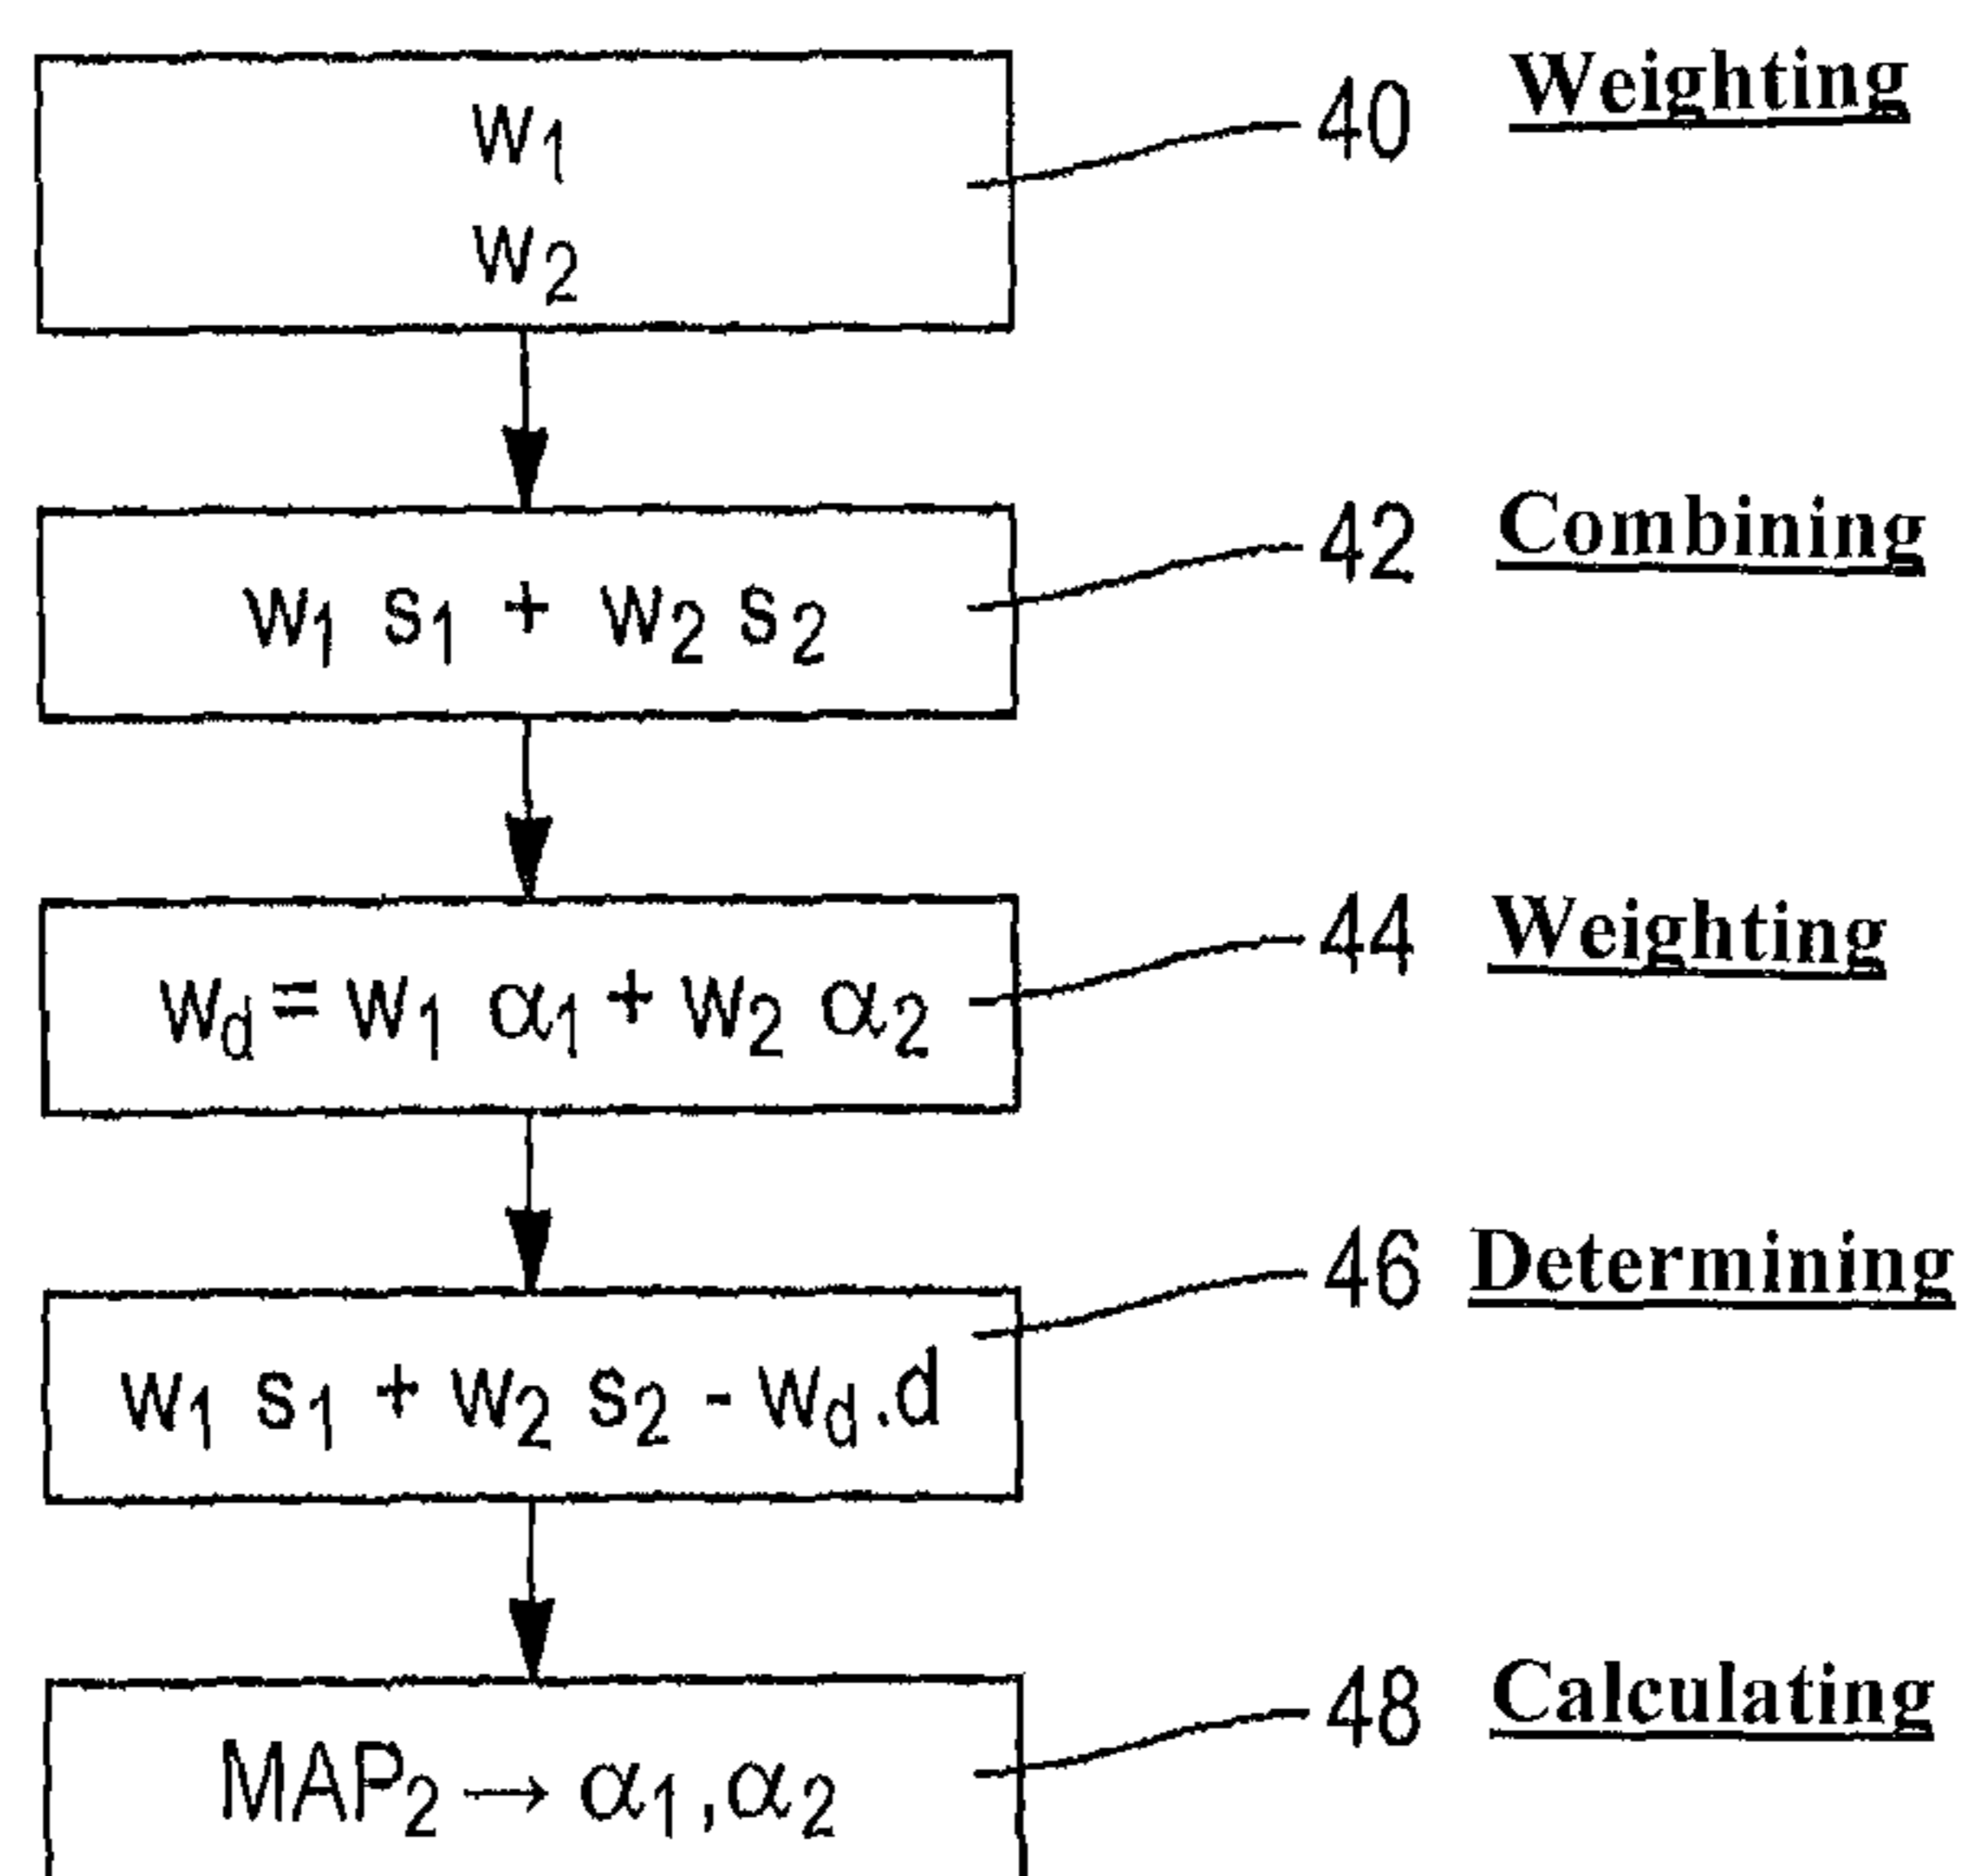 w1 40 Weighting
w2
w1 s1 + w2 s2 42 Combining
wd = w1 α1 + w2 α2 44 Weighting
w1 s1 + w2 s2 - wd.d 46 Determining
MAP2 → α1, α2 48 Calculating